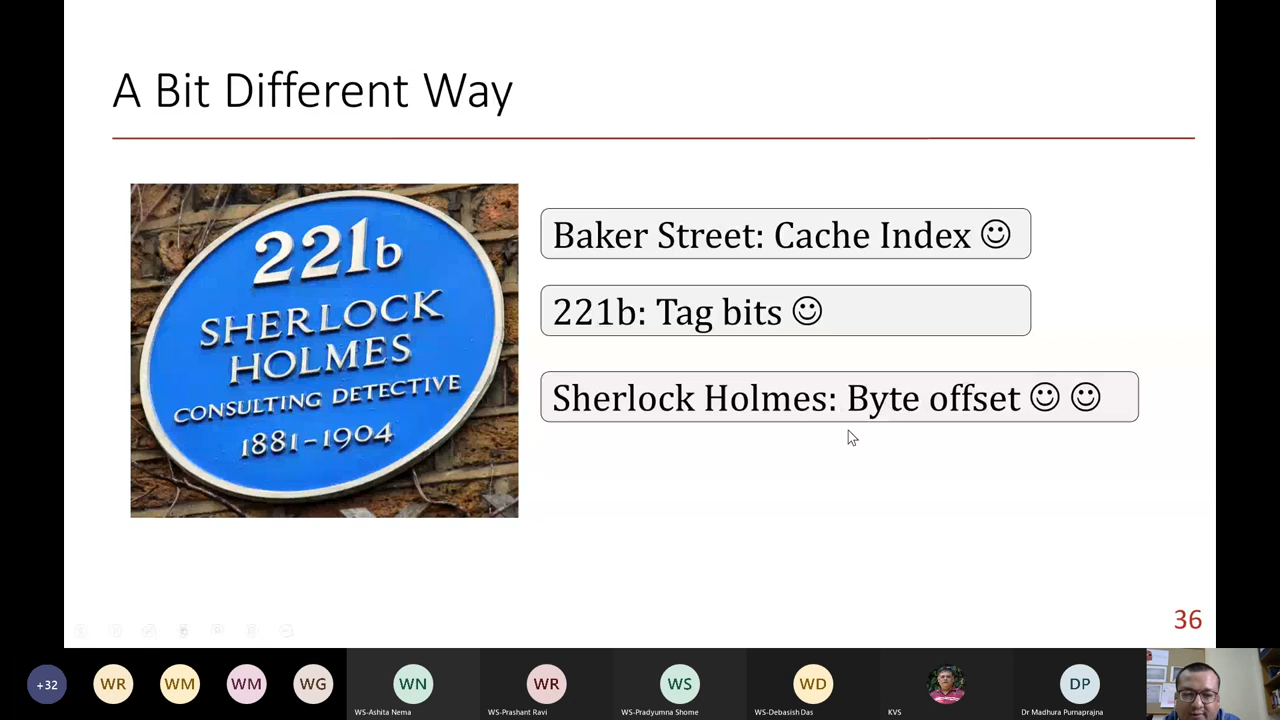 A Bit Different Way
221b
SHERLOCK
HOLMES
CONSULTING DETECTIVE
1881-1904
Baker Street: Cache Index ☺
221b: Tag bits ☺
Sherlock Holmes: Byte offset ☺ ☺
36
+32
WR
WM
WM
WG
WN
WR
WS
WD
DP
WS-Ashita Nema
WS-Prashant Ravi
WS-Pradyumna Shome
WS-Debasish Das
KVS
Dr Madhura Purnaprajna